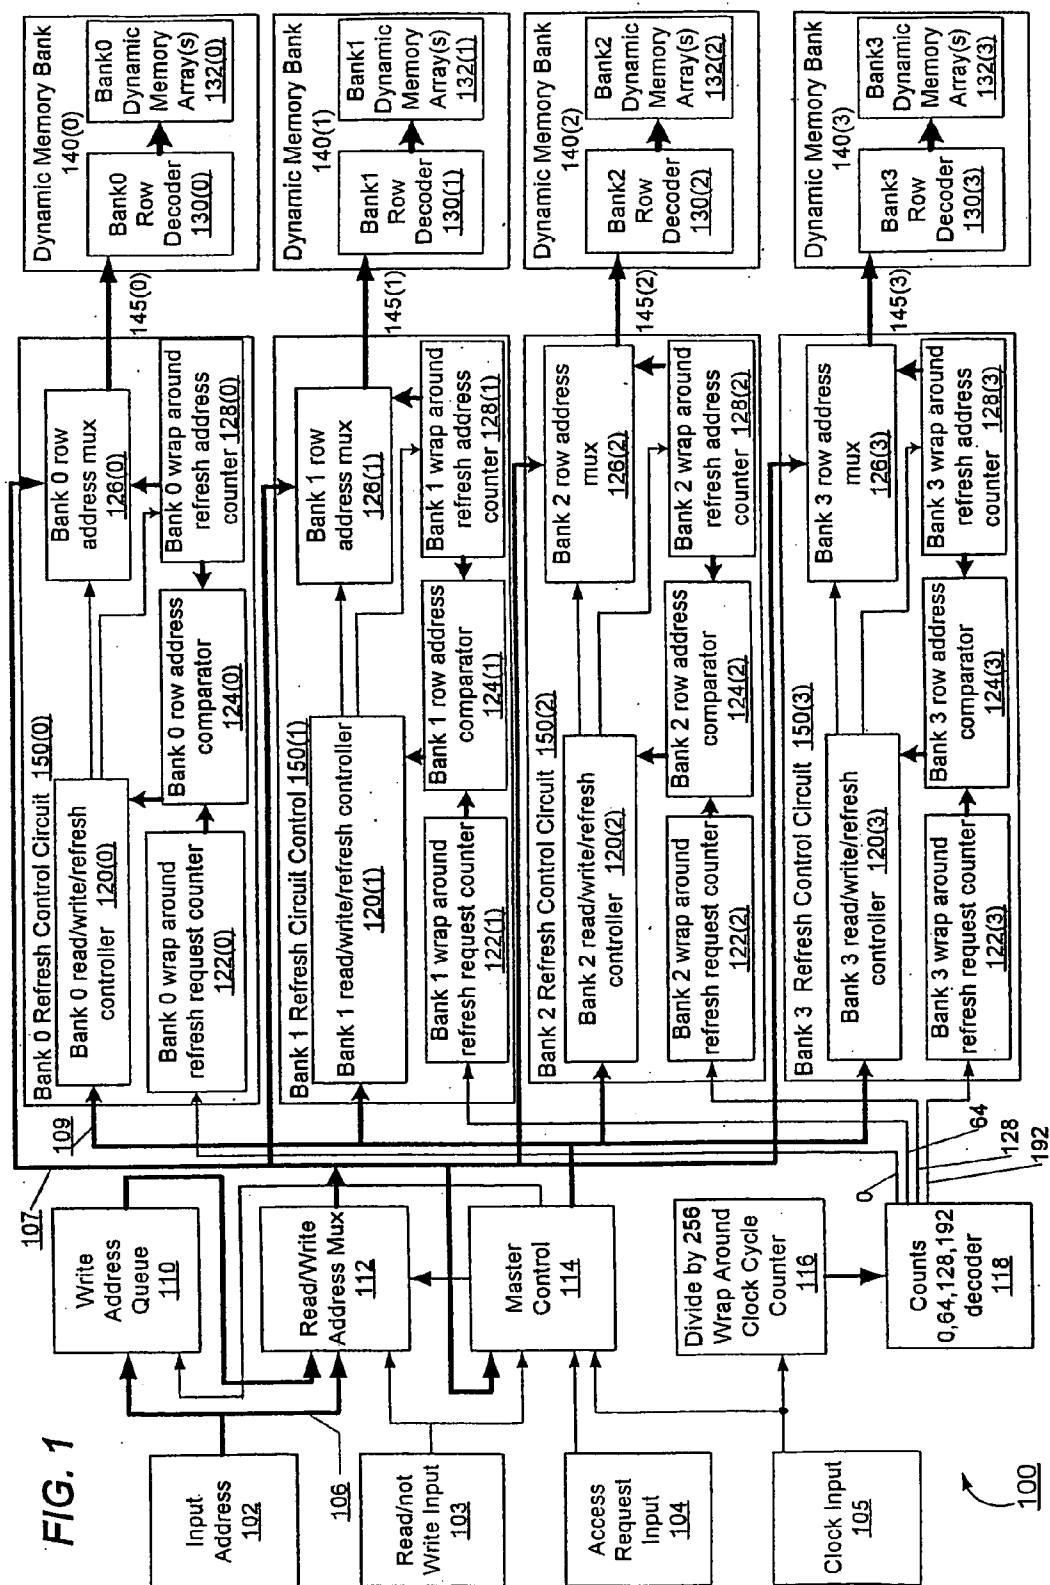 FIG. 1
Input
Address
102
Read/not
Write Input
103
Access
Request
Input
104
Clock Input
105
100
106
107
109
Write
Address
Queue
110
Read/Write
Address Mux
112
Master
Control
114
Divide by 256
Wrap Around
Clock Cycle
Counter
116
Counts
0,64,128,192
decoder
118
0
64
128
192
Bank 0 Refresh Control Circuit 150(0)
Bank 0 read/write/refresh
controller 120(0)
Bank 0 wrap around
refresh request counter
122(0)
Bank 0 row address
comparator
124(0)
Bank 0 row
address mux
126(0)
Bank 0 wrap around
refresh address
counter 128(0)
145(0)
Dynamic Memory Bank
140(0)
Bank0
Row
Decoder
130(0)
Bank0
Dynamic
Memory
Array(s)
132(0)
Bank 1 Refresh Circuit Control 150(1)
Bank 1 read/write/refresh controller
120(1)
Bank 1 wrap around
refresh request counter
122(1)
Bank 1 row address
comparator
124(1)
Bank 1 row
address mux
126(1)
Bank 1 wrap around
refresh address
counter 128(1)
145(1)
Dynamic Memory Bank
140(1)
Bank1
Row
Decoder
130(1)
Bank1
Dynamic
Memory
Array(s)
132(1)
Bank 2 Refresh Control Circuit 150(2)
Bank 2 read/write/refresh
controller 120(2)
Bank 2 wrap around
refresh request counter
122(2)
Bank 2 row address
comparator
124(2)
Bank 2 row address
mux
126(2)
Bank 2 wrap around
refresh address
counter 128(2)
145(2)
Dynamic Memory Bank
140(2)
Bank2
Row
Decoder
130(2)
Bank2
Dynamic
Memory
Array(s)
132(2)
Bank 3 Refresh Control Circuit 150(3)
Bank 3 read/write/refresh
controller 120(3)
Bank 3 wrap around
refresh request counter
122(3)
Bank 3 row address
comparator
124(3)
Bank 3 row address
mux
126(3)
Bank 3 wrap around
refresh address
counter 128(3)
145(3)
Dynamic Memory Bank
140(3)
Bank3
Row
Decoder
130(3)
Bank3
Dynamic
Memory
Array(s)
132(3)